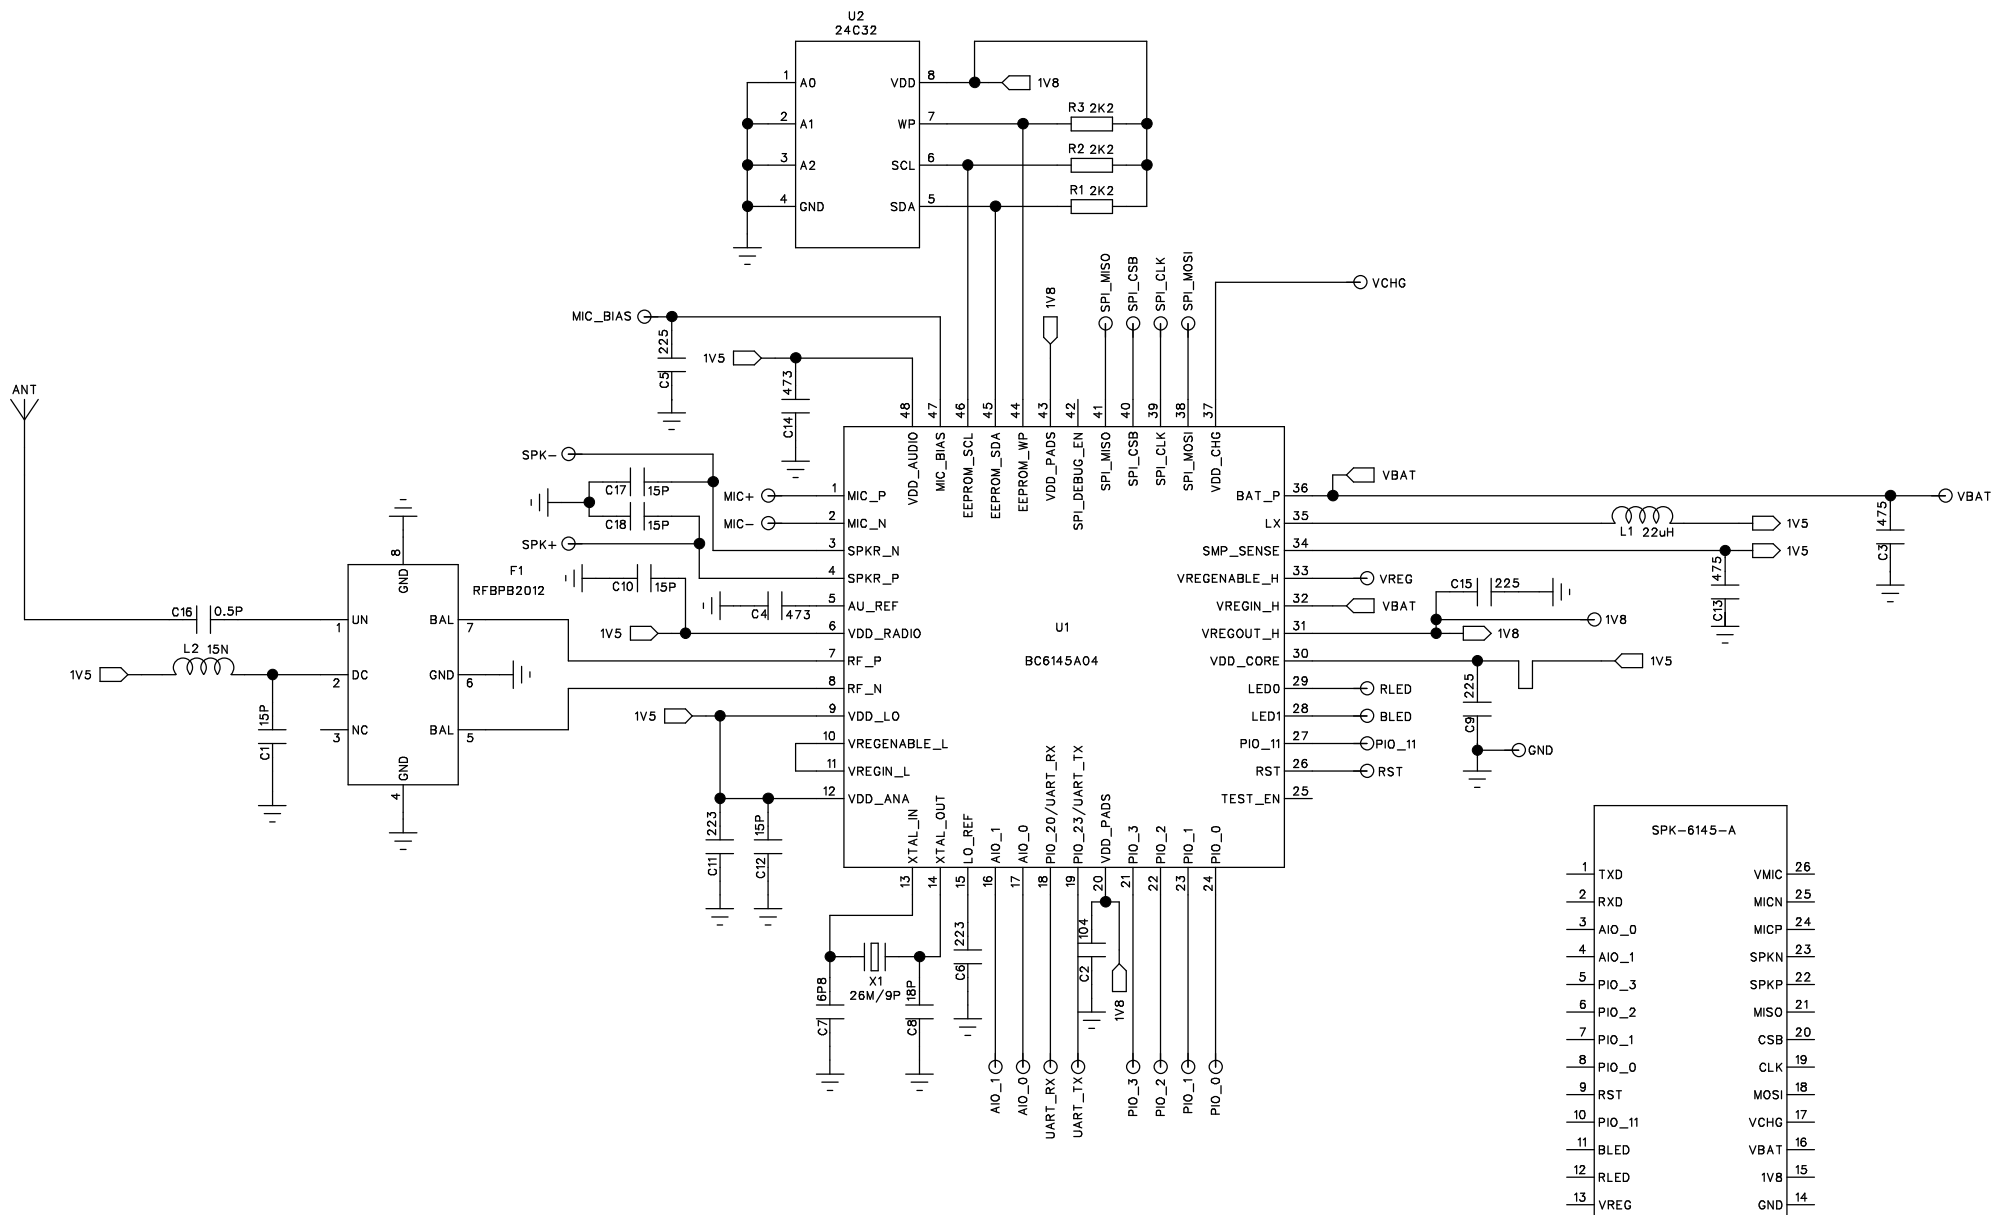 U2
24C32
1 A0 VDD 8 1V8
2 A1 WP 7 R3 2K2
3 A2 SCL 6 R2 2K2
4 GND SDA 5 R1 2K2
MIC_BIAS
225
C5
1V5
473
C14
1V8
SPI_MISO
SPI_CSB
SPI_CLK
SPI_MOSI
VCHG
ANT
48 VDD_AUDIO
47 MIC_BIAS
46 EEPROM_SCL
45 EEPROM_SDA
44 EEPROM_WP
43 VDD_PADS
42 SPI_DEBUG_EN
41 SPI_MISO
40 SPI_CSB
39 SPI_CLK
38 SPI_MOSI
37 VDD_CHG
SPK-
C17 15P
C18 15P
SPK+
C10 15P
C4 473
1V5
MIC+ 1 MIC_P
MIC- 2 MIC_N
3 SPKR_N
4 SPKR_P
5 AU_REF
6 VDD_RADIO
7 RF_P
8 RF_N
1V5 9 VDD_LO
10 VREGENABLE_L
11 VREGIN_L
12 VDD_ANA
U1
BC6145A04
BAT_P 36 VBAT
VBAT
LX 35 L1 22uH 1V5
SMP_SENSE 34 1V5
VREGENABLE_H 33 VREG
VREGIN_H 32 VBAT
VREGOUT_H 31 1V8
VDD_CORE 30 1V5
LED0 29 RLED
LED1 28 BLED
PIO_11 27 PIO_11
RST 26 RST
TEST_EN 25
475
C3
475
C13
C15 225
1V8
225
C9
GND
F1
RFBPB2012
8 GND
C16 0.5P
1 UN BAL 7
L2 15N
1V5
2 DC GND 6
3 NC BAL 5
GND 4
15P
C1
223
C11
15P
C12
XTAL_IN 13
XTAL_OUT 14
LO_REF 15
AIO_1 16
AIO_0 17
PIO_20/UART_RX 18
PIO_23/UART_TX 19
VDD_PADS 20
PIO_3 21
PIO_2 22
PIO_1 23
PIO_0 24
X1
26M/9P
6P8
C7
18P
C8
223
C6
104
C2
1V8
AIO_1
AIO_0
UART_RX
UART_TX
PIO_3
PIO_2
PIO_1
PIO_0
SPK-6145-A
1 TXD VMIC 26
2 RXD MICN 25
3 AIO_0 MICP 24
4 AIO_1 SPKN 23
5 PIO_3 SPKP 22
6 PIO_2 MISO 21
7 PIO_1 CSB 20
8 PIO_0 CLK 19
9 RST MOSI 18
10 PIO_11 VCHG 17
11 BLED VBAT 16
12 RLED 1V8 15
13 VREG GND 14